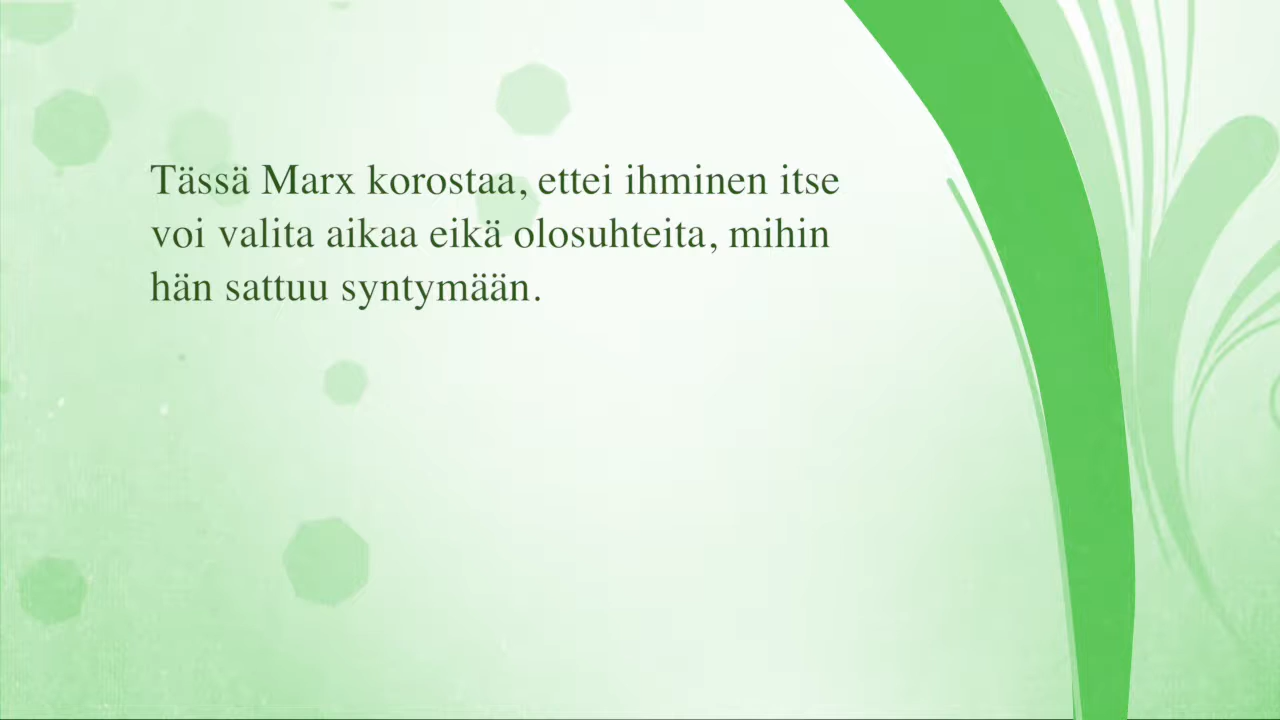 Tässä Marx korostaa, ettei ihminen itse
voi valita aikaa eikä olosuhteita, mihin
hän sattuu syntymään.